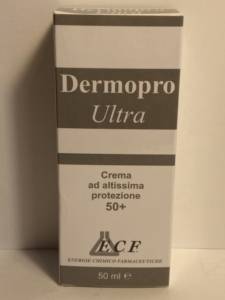 Dermopro
Ultra
Crema
ad altissima
protezione
50+
ECF
ENERGIE CHIMICO FARMACEUTICHE
50 ml e